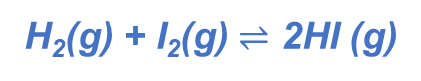 H₂(g) + I₂(g) ⇌ 2HI (g)